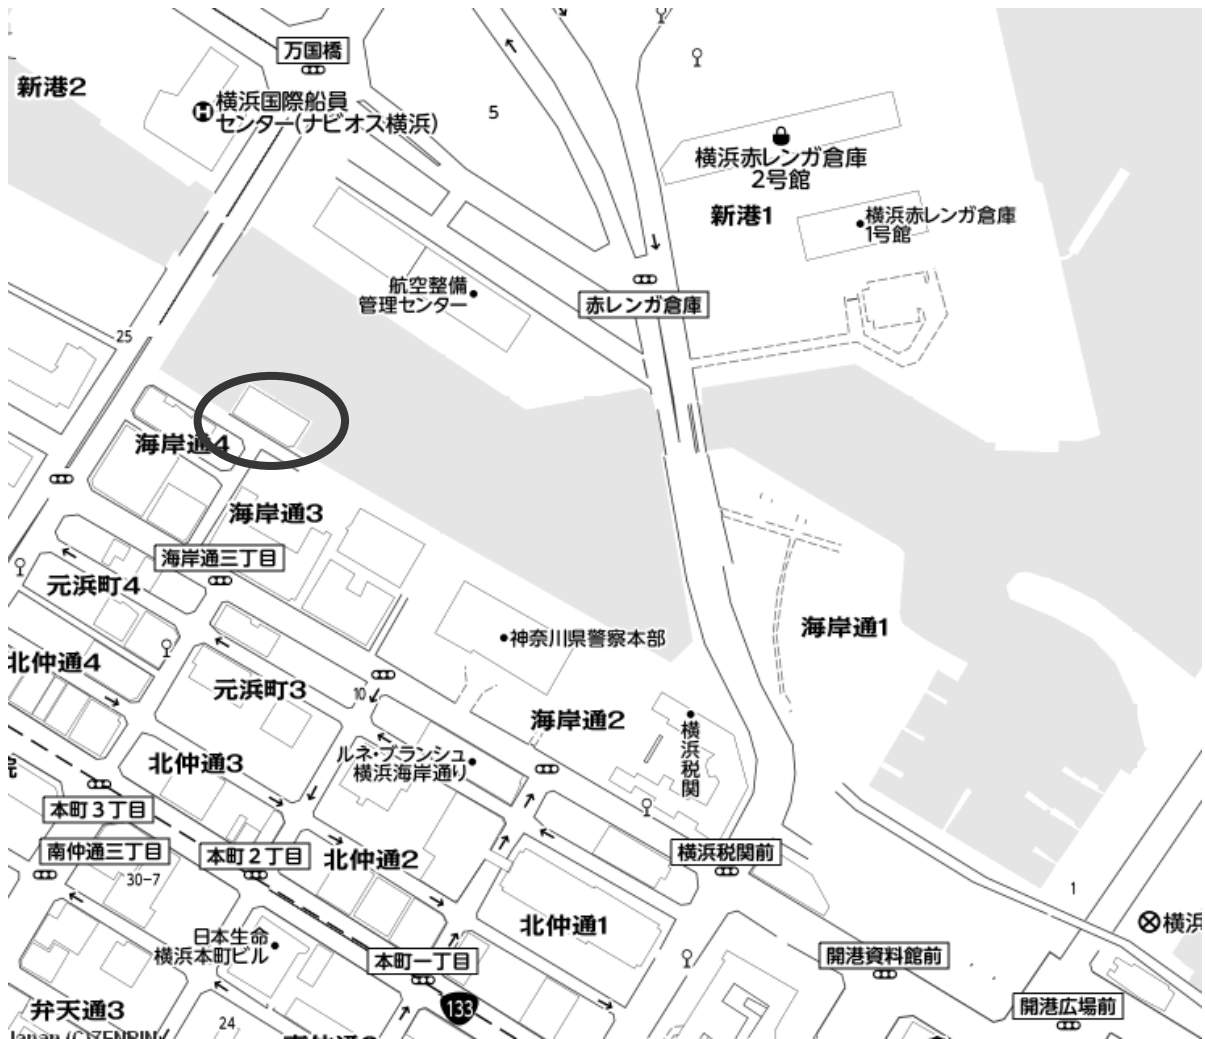 万国橋
新港2
横浜国際船員
センター(ナビオス横浜)
5
横浜赤レンガ倉庫
2号館
新港1
横浜赤レンガ倉庫
1号館
航空整備
管理センター
赤レンガ倉庫
25
海岸通4
海岸通3
海岸通三丁目
元浜町4
海岸通1
神奈川県警察本部
北仲通4
元浜町3
10
海岸通2
横浜税関
北仲通3
ルネ・ブランシュ
横浜海岸通り
院
本町3丁目
南仲通三丁目
本町2丁目
北仲通2
横浜税関前
30-7
1
北仲通1
横浜
日本生命
横浜本町ビル
本町一丁目
開港資料館前
133
開港広場前
弁天通3
24